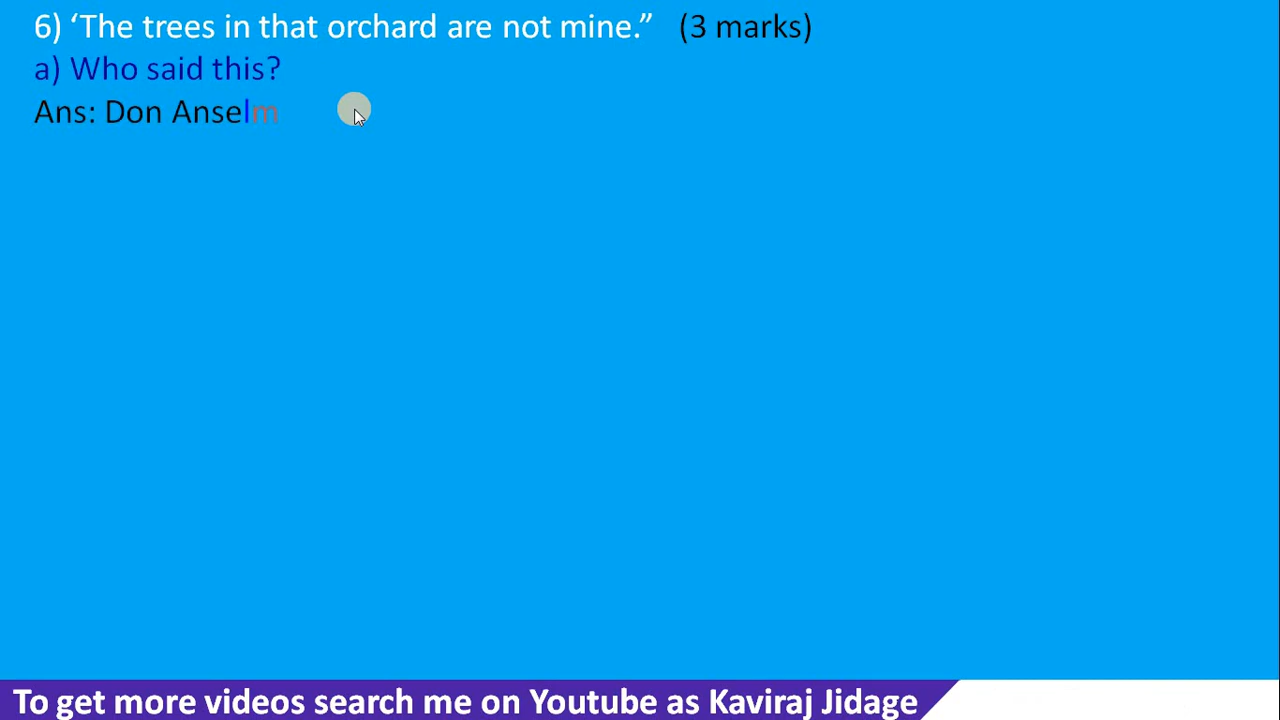 6) ‘The trees in that orchard are not mine.” (3 marks)
a) Who said this?
Ans: Don Anselm
To get more videos search me on Youtube as Kaviraj Jidage